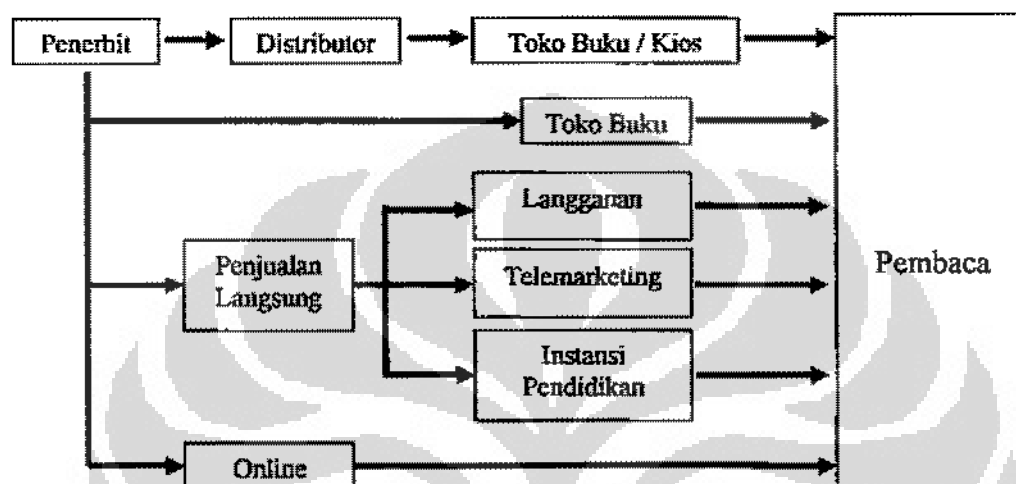 Penerbit
Distributor
Toko Buku / Kios
Toko Buku
Langganan
Penjualan
Langsung
Telemarketing
Pembaca
Instansi
Pendidikan
Online